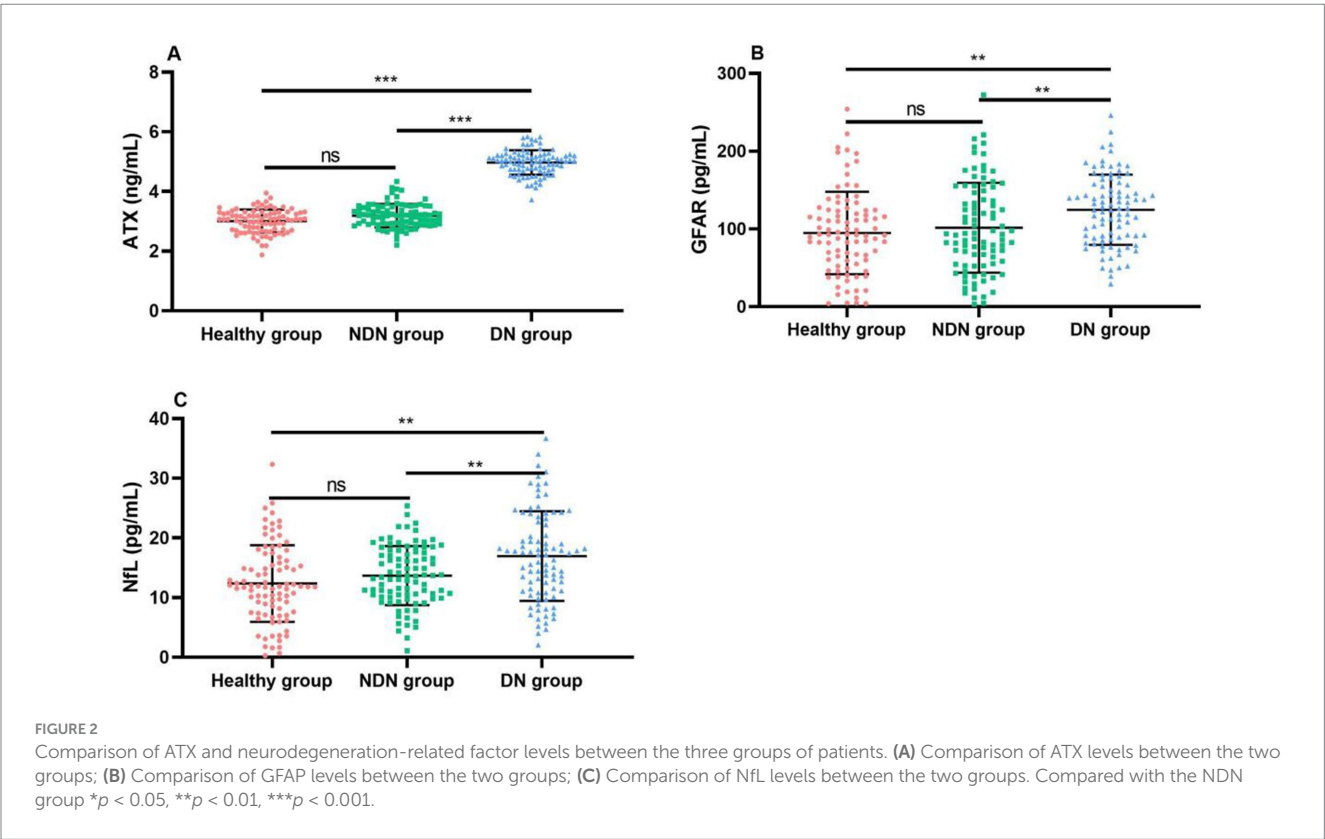 A
8
6
4
2
0
ATX (ng/mL)
***
***
ns
Healthy group NDN group DN group
B
300
200
100
0
GFAR (pg/mL)
**
**
ns
Healthy group NDN group DN group
C
40
30
20
10
0
NfL (pg/mL)
**
**
ns
Healthy group NDN group DN group
FIGURE 2
Comparison of ATX and neurodegeneration-related factor levels between the three groups of patients. (A) Comparison of ATX levels between the two
groups; (B) Comparison of GFAP levels between the two groups; (C) Comparison of NfL levels between the two groups. Compared with the NDN
group *p < 0.05, **p < 0.01, ***p < 0.001.